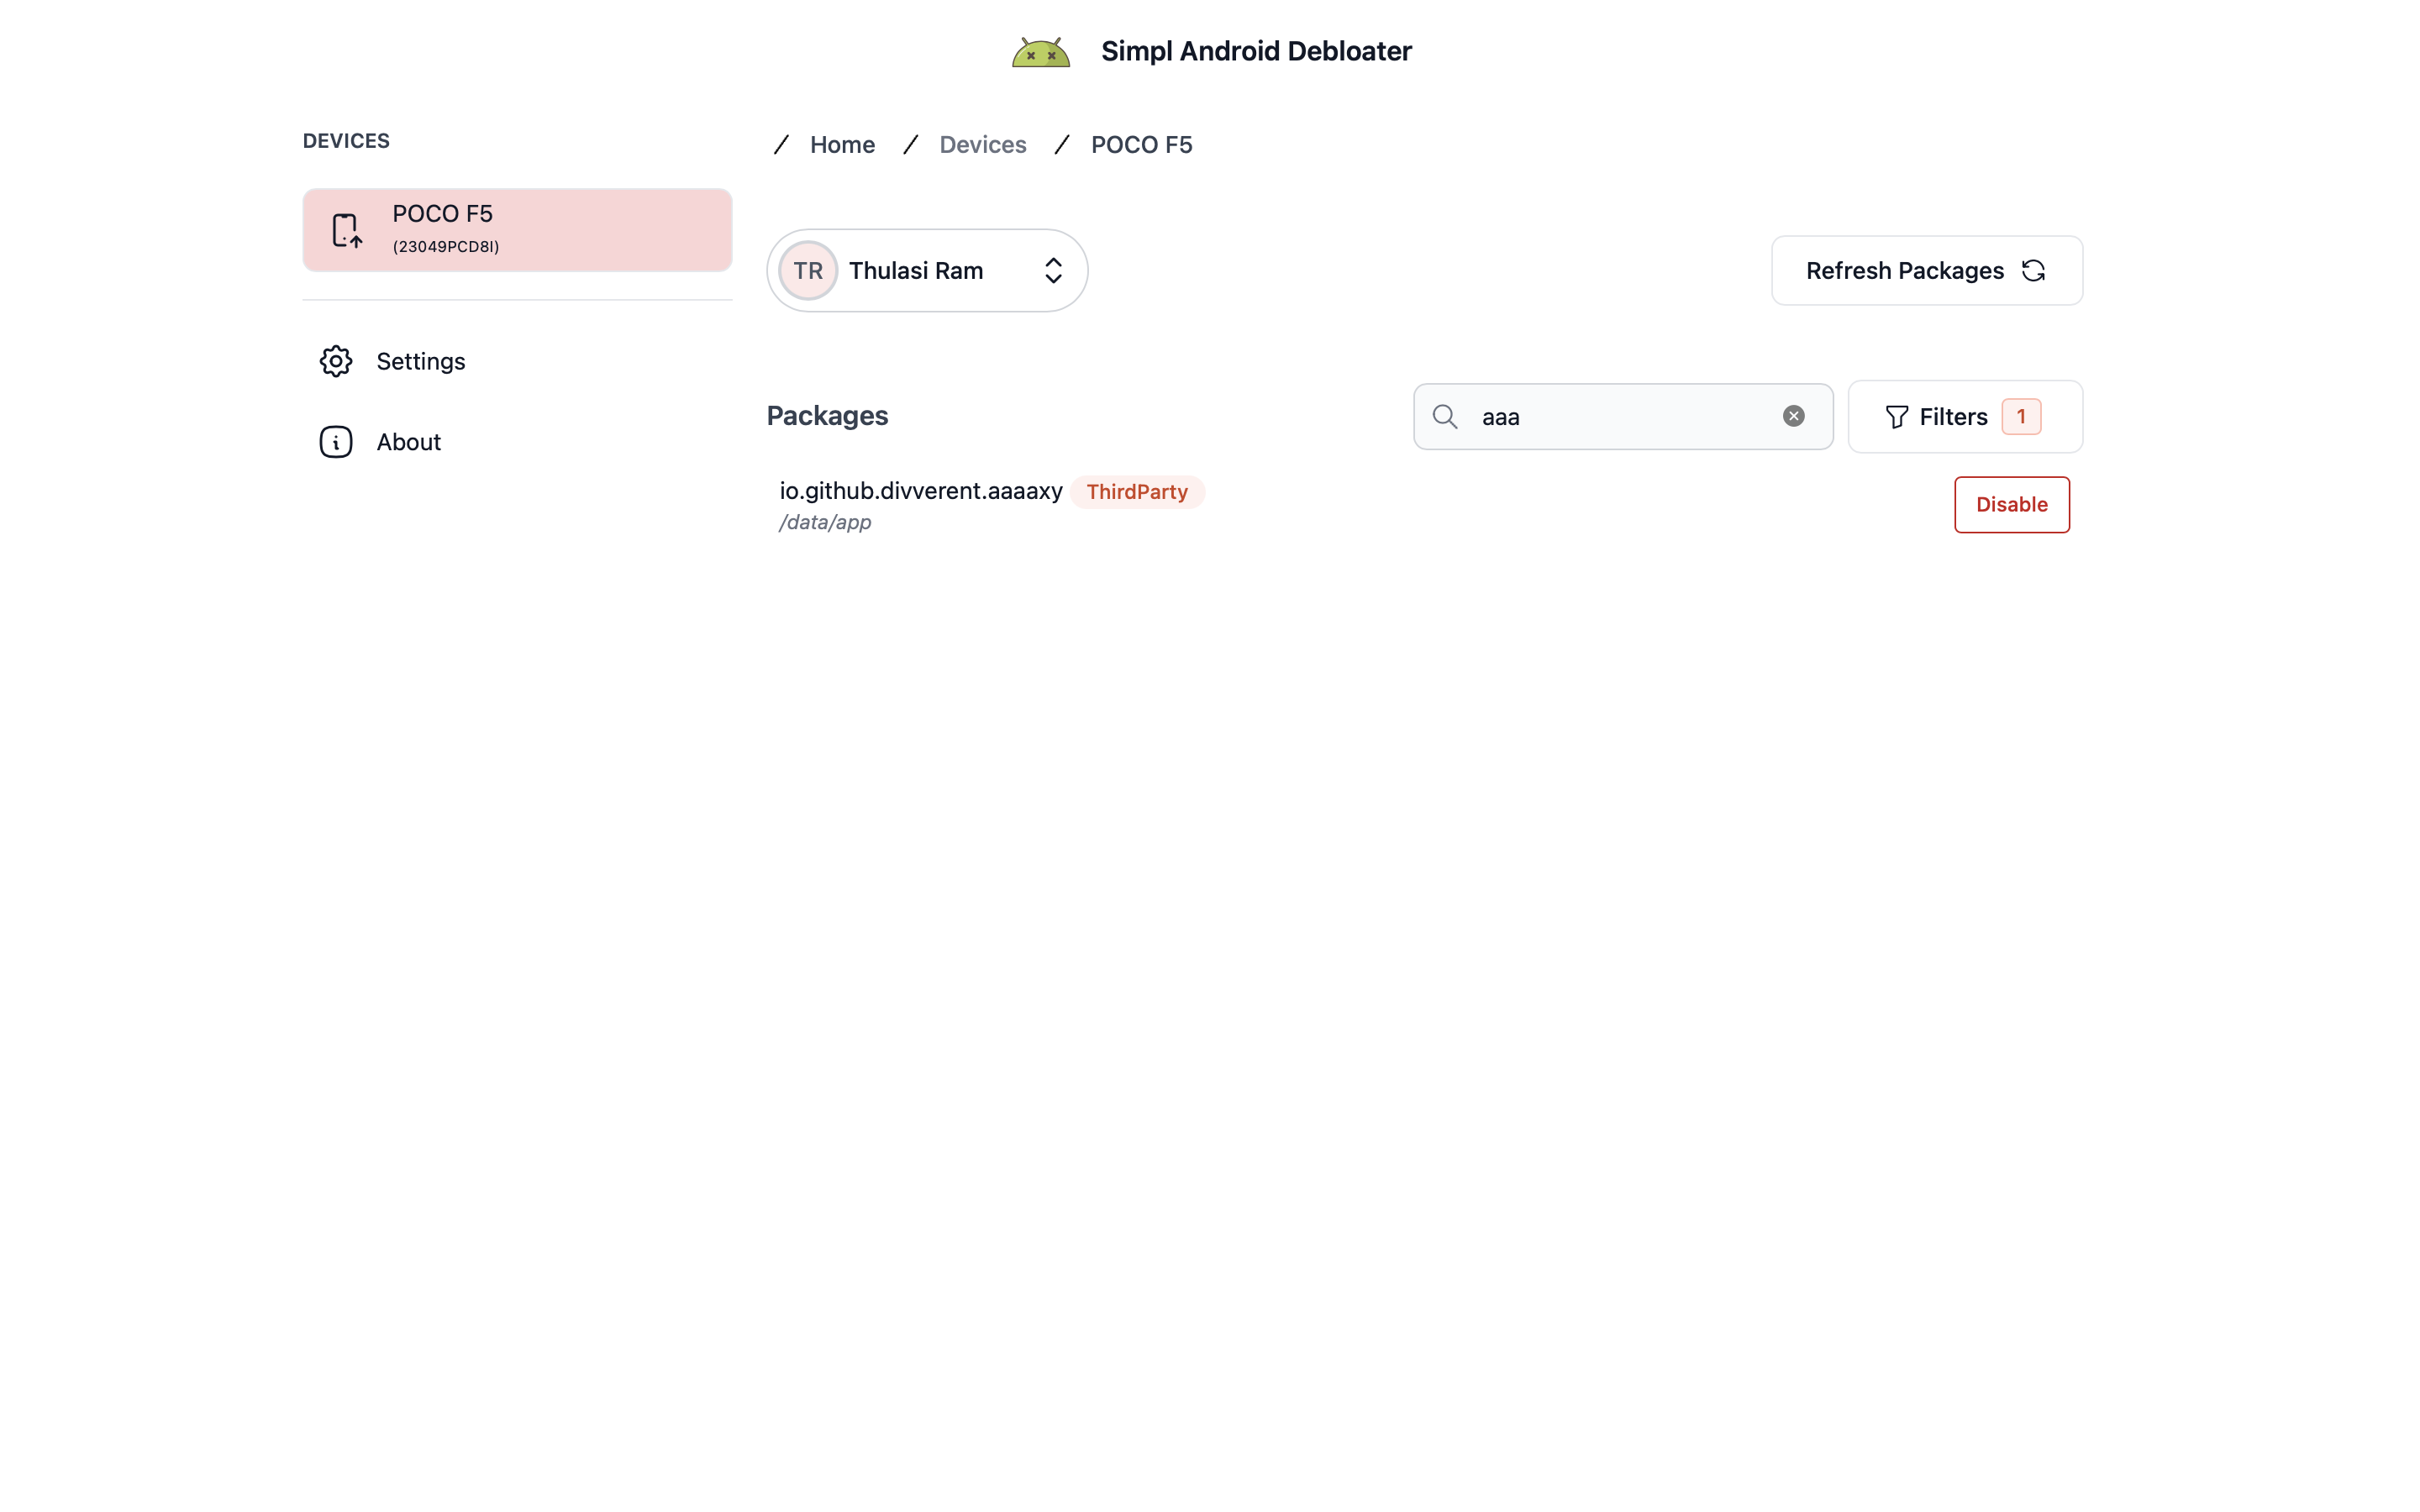 Simpl Android Debloater
DEVICES
POCO F5
(23049PCD8I)
Settings
About
/ Home / Devices / POCO F5
TR Thulasi Ram
Refresh Packages
Packages
aaa
Filters 1
io.github.divverent.aaaaxy ThirdParty
/data/app
Disable